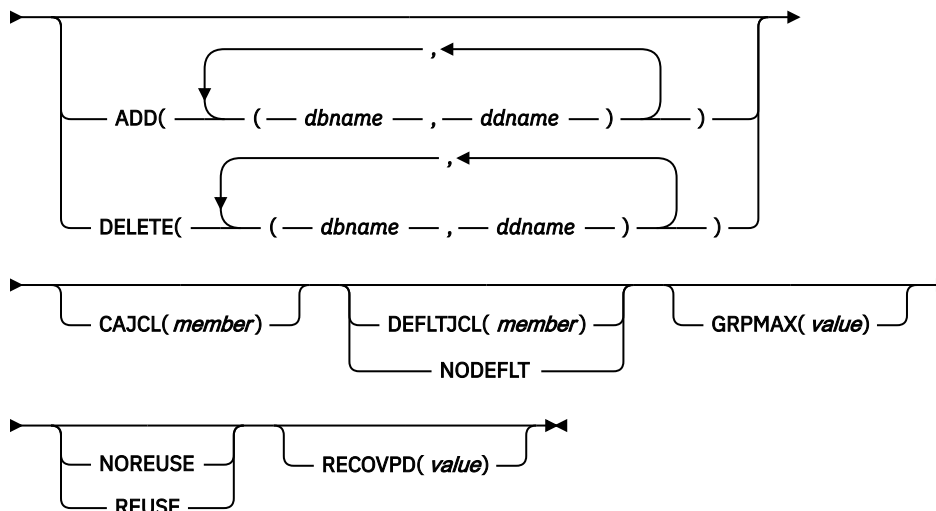 ,
ADD( ( dbname , ddname ) )
,
DELETE( ( dbname , ddname ) )
CAJCL( member) DEFLTJCL( member) GRPMAX( value)
NODEFLT
NOREUSE RECOVPD( value)
REUSE